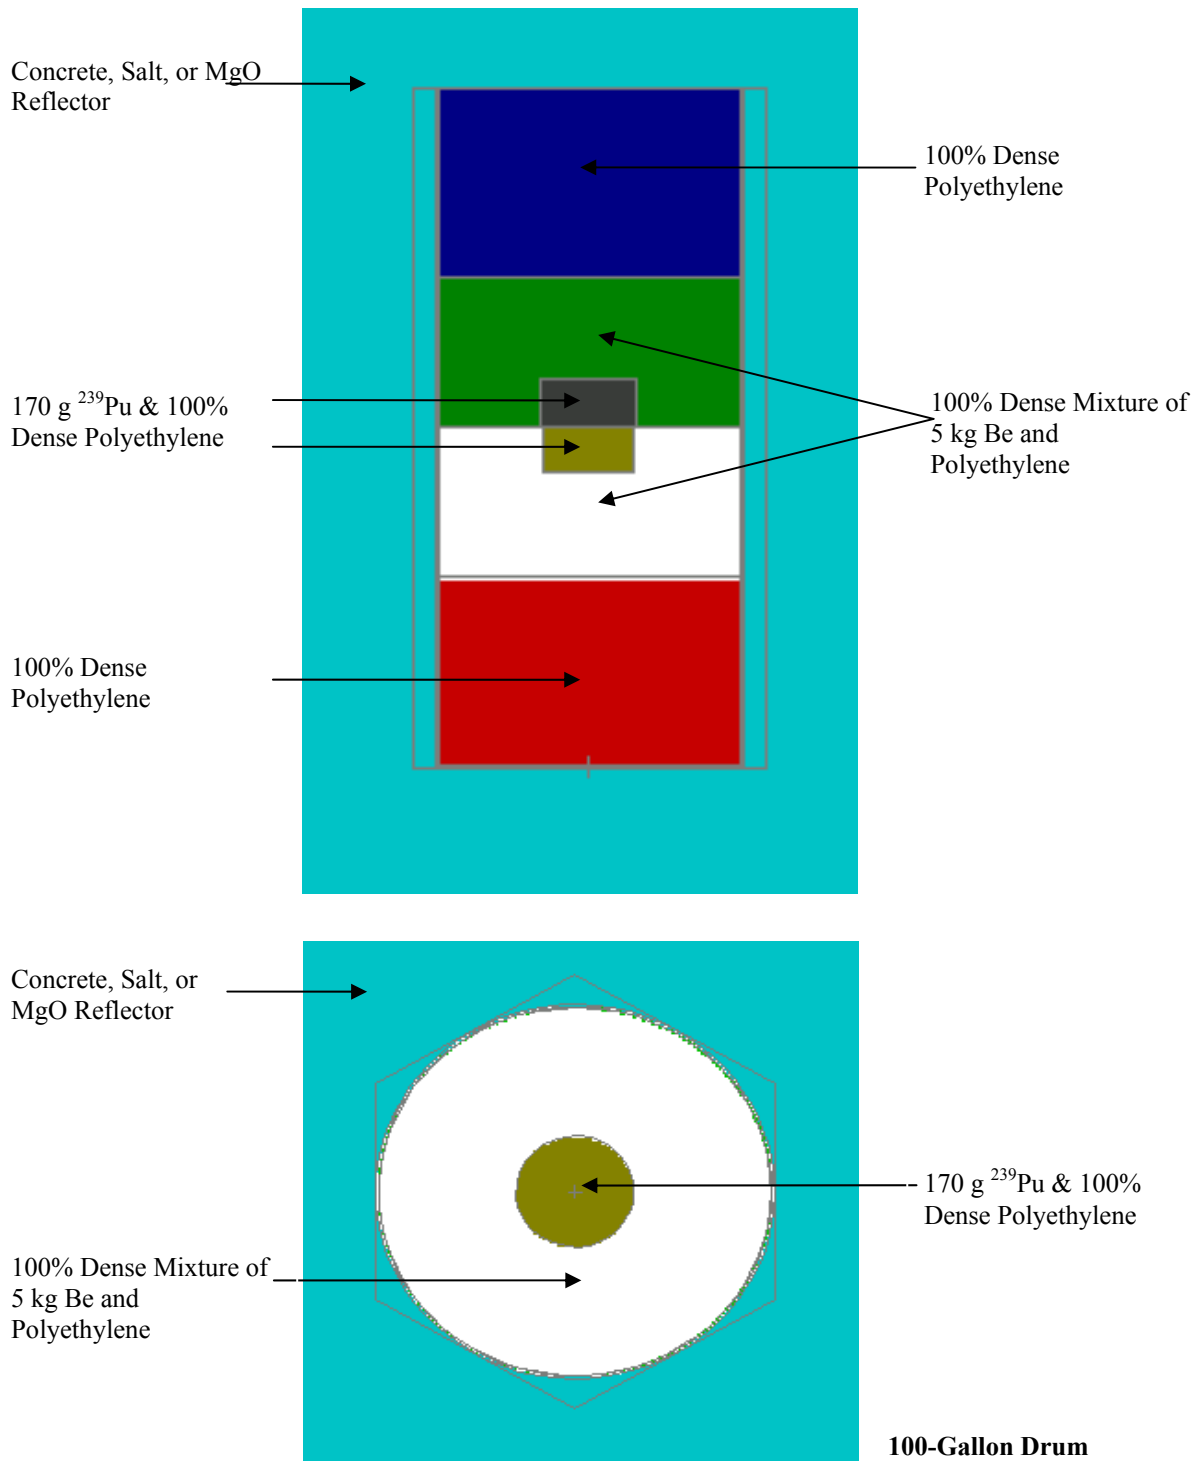 Concrete, Salt, or MgO
Reflector
100% Dense
Polyethylene
170 g ²³⁹Pu & 100%
Dense Polyethylene
100% Dense Mixture of
5 kg Be and
Polyethylene
100% Dense
Polyethylene
Concrete, Salt, or
MgO Reflector
170 g ²³⁹Pu & 100%
Dense Polyethylene
100% Dense Mixture of
5 kg Be and
Polyethylene
100-Gallon Drum